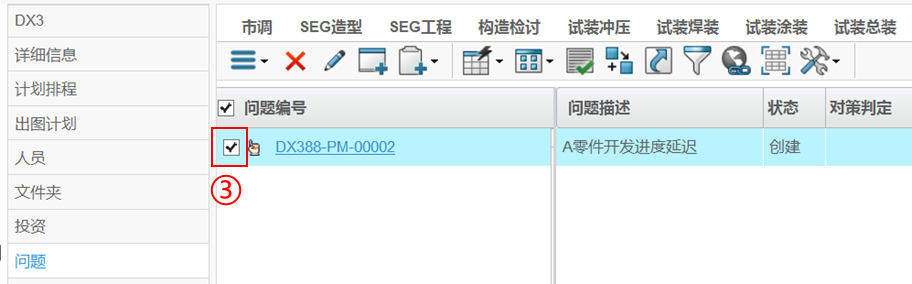 DX3
详细信息
计划排程
出图计划
人员
文件夹
投资
问题
市调 SEG造型 SEG工程 构造检讨 试装冲压 试装焊装 试装涂装 试装总装
问题编号 问题描述 状态 对策判定
DX388-PM-00002 A零件开发进度延迟 创建
③